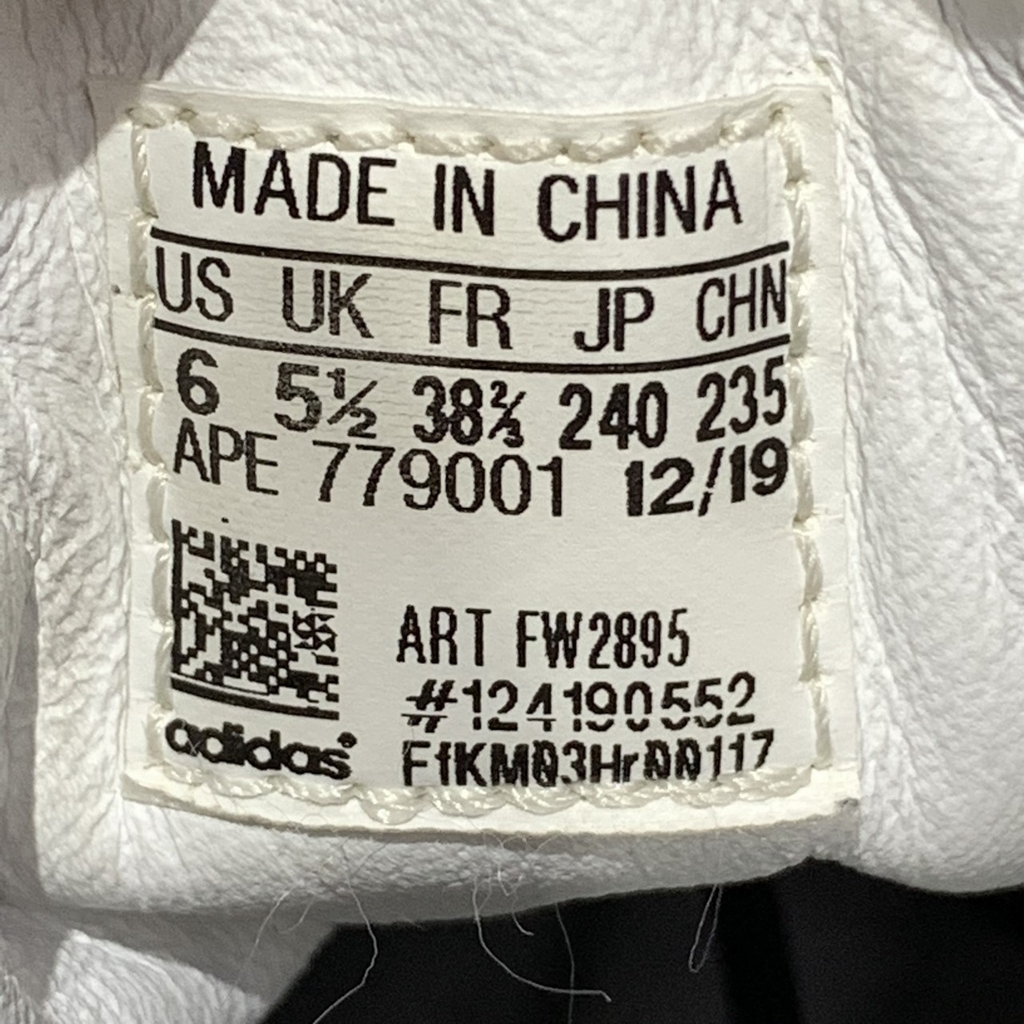 MADE IN CHINA
US UK FR JP CHN
6 5½ 38⅔ 240 235
APE 779001 12/19
ART FW2895
#124190552
adidas®
FfKM03Hr00117